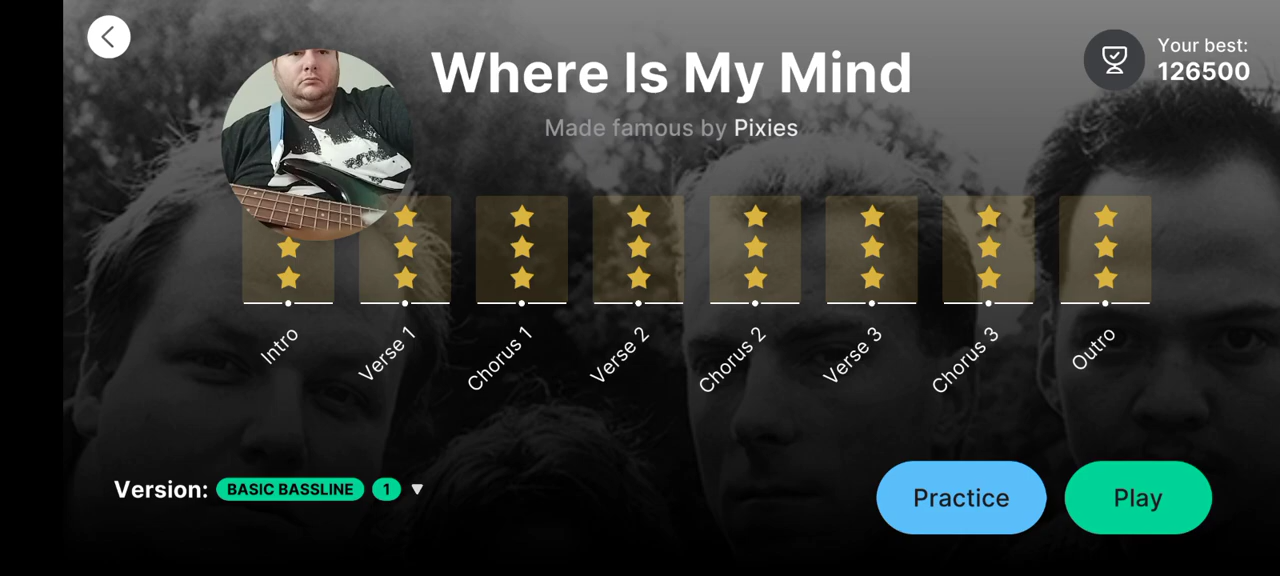 Where Is My Mind
Made famous by Pixies
Your best:
126500
Intro
Verse 1
Chorus 1
Verse 2
Chorus 2
Verse 3
Chorus 3
Outro
Version: BASIC BASSLINE 1
Practice
Play